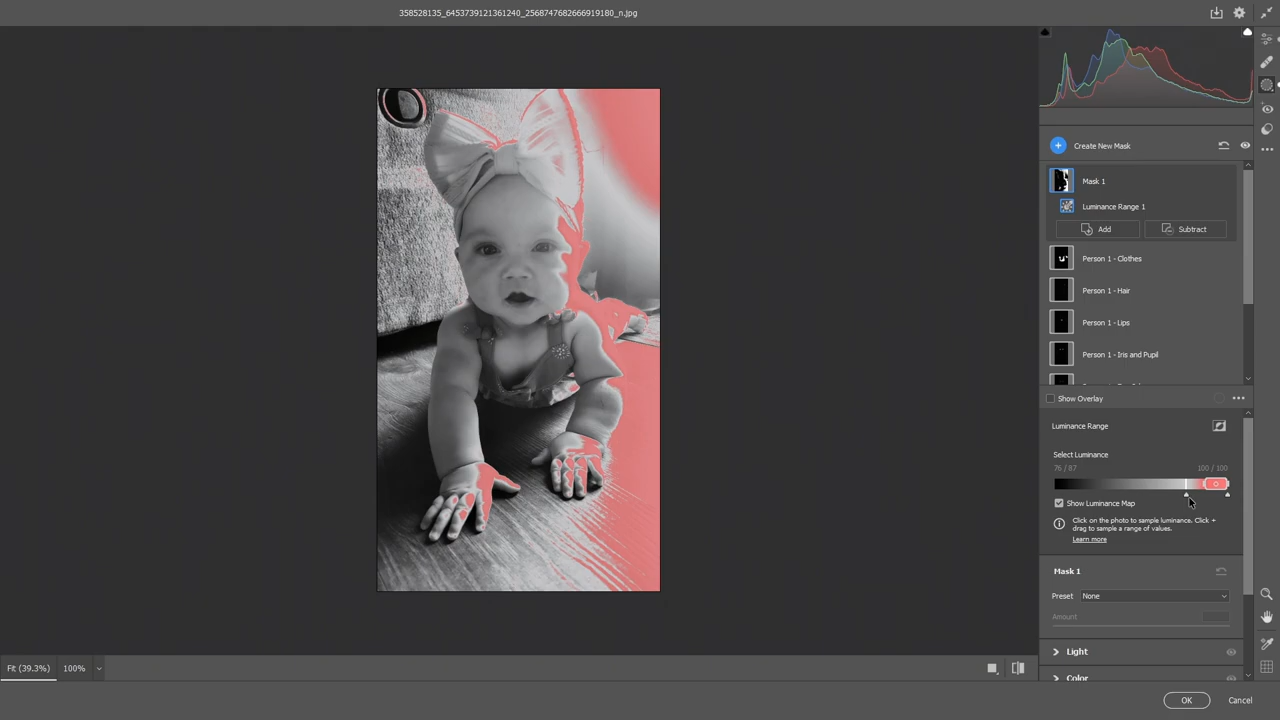 358528135_6453739121361240_2568747682666919180_n.jpg
Create New Mask
Mask 1
Luminance Range 1
Add
Subtract
Person 1 - Clothes
Person 1 - Hair
Person 1 - Lips
Person 1 - Iris and Pupil
Show Overlay
Luminance Range
Select Luminance
76 / 87
100 / 100
Show Luminance Map
Click on the photo to sample luminance. Click +
drag to sample a range of values.
Learn more
Mask 1
Preset
None
Amount
Light
Color
Fit (39.3%)
100%
OK
Cancel